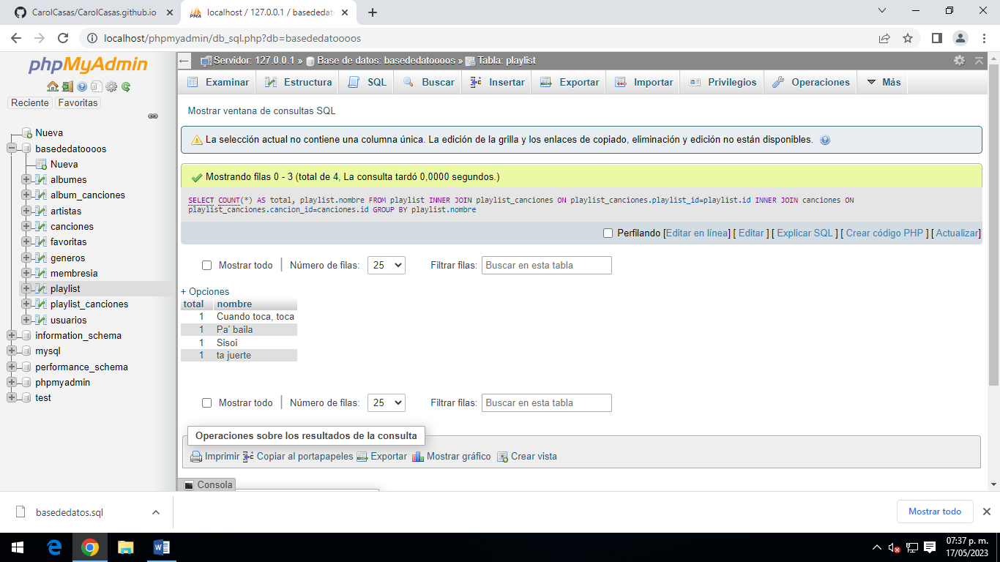 CarolCasas/CarolCasas.github.io
localhost / 127.0.0.1 / basededato
localhost/phpmyadmin/db_sql.php?db=basededatoooos
phpMyAdmin
Reciente
Favoritas
Nueva
basededatoooos
Nueva
albumes
album_canciones
artistas
canciones
favoritas
generos
membresia
playlist
playlist_canciones
usuarios
information_schema
mysql
performance_schema
phpmyadmin
test
Servidor: 127.0.0.1 » Base de datos: basededatoooos » Tabla: playlist
Examinar Estructura SQL Buscar Insertar Exportar Importar Privilegios Operaciones Más
Mostrar ventana de consultas SQL
La selección actual no contiene una columna única. La edición de la grilla y los enlaces de copiado, eliminación y edición no están disponibles.
Mostrando filas 0 - 3 (total de 4, La consulta tardó 0,0000 segundos.)
SELECT COUNT(*) AS total, playlist.nombre FROM playlist INNER JOIN playlist_canciones ON playlist_canciones.playlist_id=playlist.id INNER JOIN canciones ON
playlist_canciones.cancion_id=canciones.id GROUP BY playlist.nombre
Perfilando [Editar en línea] [ Editar ] [ Explicar SQL ] [ Crear código PHP ] [ Actualizar]
Mostrar todo | Número de filas: 25 Filtrar filas: Buscar en esta tabla
+ Opciones
total nombre
1 Cuando toca, toca
1 Pa' baila
1 Sisoi
1 ta juerte
Mostrar todo | Número de filas: 25 Filtrar filas: Buscar en esta tabla
Operaciones sobre los resultados de la consulta
Imprimir Copiar al portapapeles Exportar Mostrar gráfico Crear vista
Consola
basededatos.sql
Mostrar todo
07:37 p. m.
17/05/2023